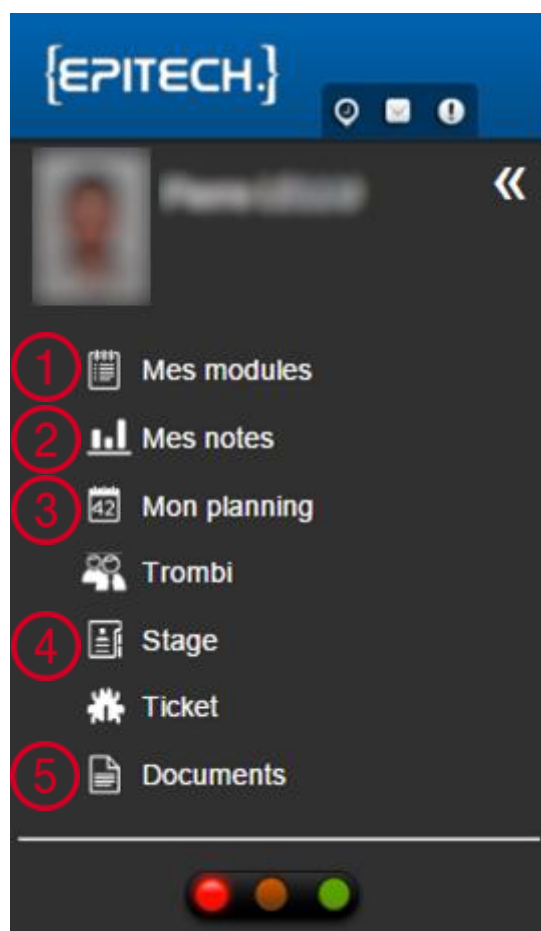 {EPITECH.}
«
1 Mes modules
2 Mes notes
3 42 Mon planning
Trombi
4 Stage
Ticket
5 Documents